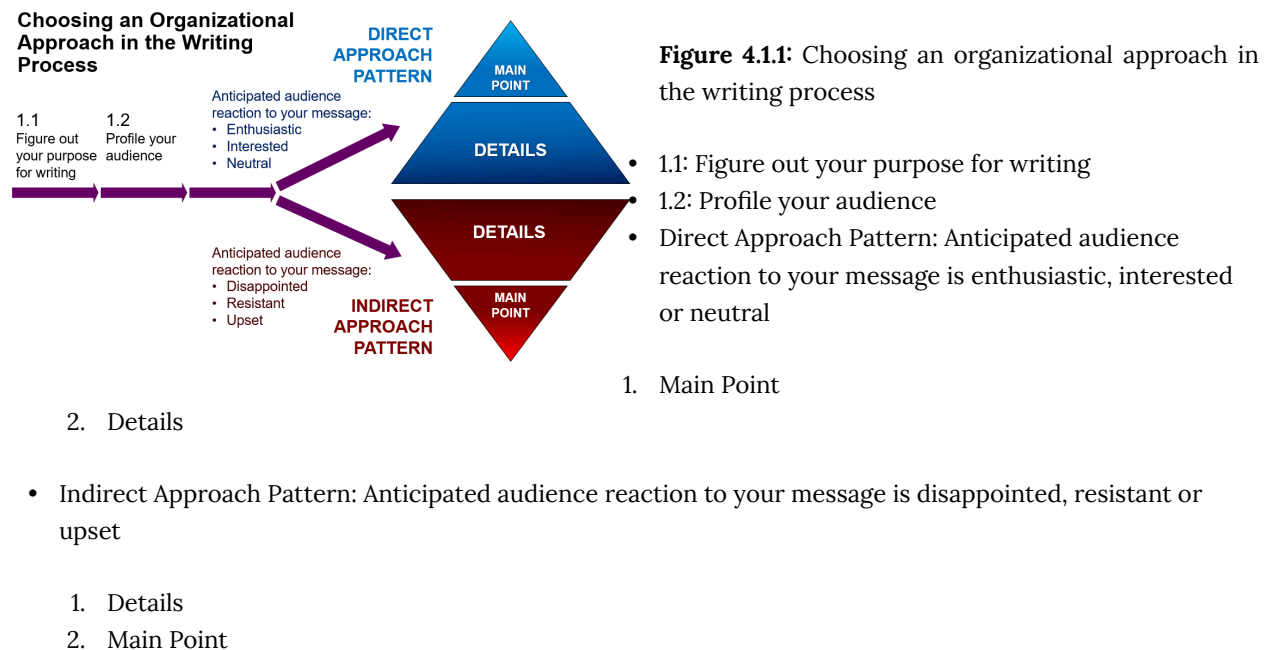 Choosing an Organizational
Approach in the Writing
Process
1.1
Figure out
your purpose
for writing
1.2
Profile your
audience
Anticipated audience
reaction to your message:
• Enthusiastic
• Interested
• Neutral
DIRECT
APPROACH
PATTERN
MAIN
POINT
DETAILS
Anticipated audience
reaction to your message:
• Disappointed
• Resistant
• Upset
INDIRECT
APPROACH
PATTERN
DETAILS
MAIN
POINT
Figure 4.1.1: Choosing an organizational approach in
the writing process
• 1.1: Figure out your purpose for writing
• 1.2: Profile your audience
• Direct Approach Pattern: Anticipated audience
reaction to your message is enthusiastic, interested
or neutral
1. Main Point
2. Details
• Indirect Approach Pattern: Anticipated audience reaction to your message is disappointed, resistant or
upset
1. Details
2. Main Point